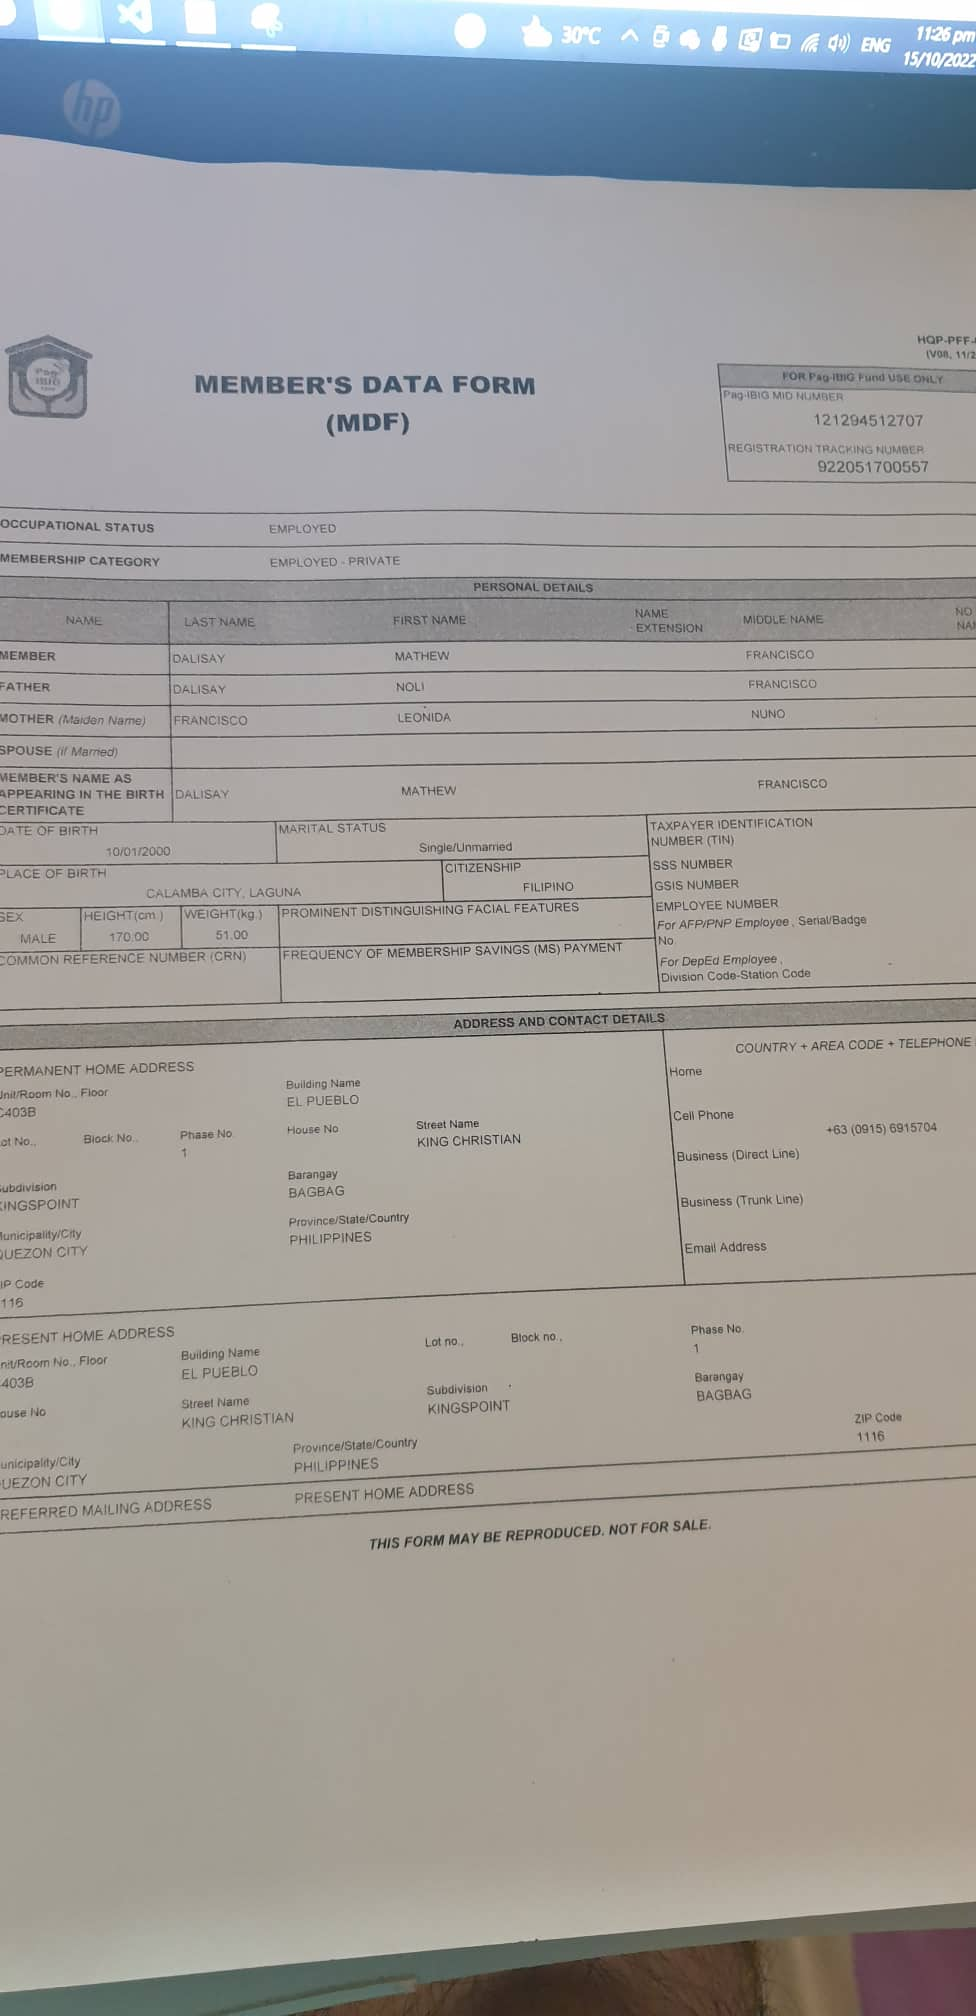 30°C ENG 11:26 pm
15/10/2022
hp
HQP-PFF-
(V08, 11/2
Pag-IBIG
MEMBER'S DATA FORM
(MDF)
FOR Pag-IBIG Fund USE ONLY
Pag-IBIG MID NUMBER
121294512707
REGISTRATION TRACKING NUMBER
922051700557
OCCUPATIONAL STATUS EMPLOYED
MEMBERSHIP CATEGORY EMPLOYED - PRIVATE
PERSONAL DETAILS
NAME LAST NAME FIRST NAME NAME EXTENSION MIDDLE NAME NO
MEMBER DALISAY MATHEW FRANCISCO
FATHER DALISAY NOLI FRANCISCO
MOTHER (Maiden Name) FRANCISCO LEONIDA NUNO
SPOUSE (if Married)
MEMBER'S NAME AS
APPEARING IN THE BIRTH DALISAY MATHEW FRANCISCO
CERTIFICATE
DATE OF BIRTH
10/01/2000
MARITAL STATUS
Single/Unmarried
TAXPAYER IDENTIFICATION
NUMBER (TIN)
PLACE OF BIRTH
CALAMBA CITY, LAGUNA
CITIZENSHIP
FILIPINO
SSS NUMBER
GSIS NUMBER
SEX
MALE
HEIGHT(cm.)
170.00
WEIGHT(kg.)
51.00
PROMINENT DISTINGUISHING FACIAL FEATURES
EMPLOYEE NUMBER
For AFP/PNP Employee, Serial/Badge
No.
COMMON REFERENCE NUMBER (CRN)
FREQUENCY OF MEMBERSHIP SAVINGS (MS) PAYMENT
For DepEd Employee,
Division Code-Station Code
ADDRESS AND CONTACT DETAILS
PERMANENT HOME ADDRESS
Unit/Room No., Floor
403B
Building Name
EL PUEBLO
Lot No., Block No., Phase No. House No Street Name
1 KING CHRISTIAN
Subdivision
KINGSPOINT
Barangay
BAGBAG
Municipality/City
QUEZON CITY
Province/State/Country
PHILIPPINES
ZIP Code
1116
COUNTRY + AREA CODE + TELEPHONE
Home
Cell Phone
+63 (0915) 6915704
Business (Direct Line)
Business (Trunk Line)
Email Address
PRESENT HOME ADDRESS
Unit/Room No., Floor Building Name Lot no., Block no., Phase No.
403B EL PUEBLO 1
House No Street Name Subdivision Barangay
KING CHRISTIAN KINGSPOINT BAGBAG
Municipality/City Province/State/Country ZIP Code
QUEZON CITY PHILIPPINES 1116
PREFERRED MAILING ADDRESS PRESENT HOME ADDRESS
THIS FORM MAY BE REPRODUCED. NOT FOR SALE.